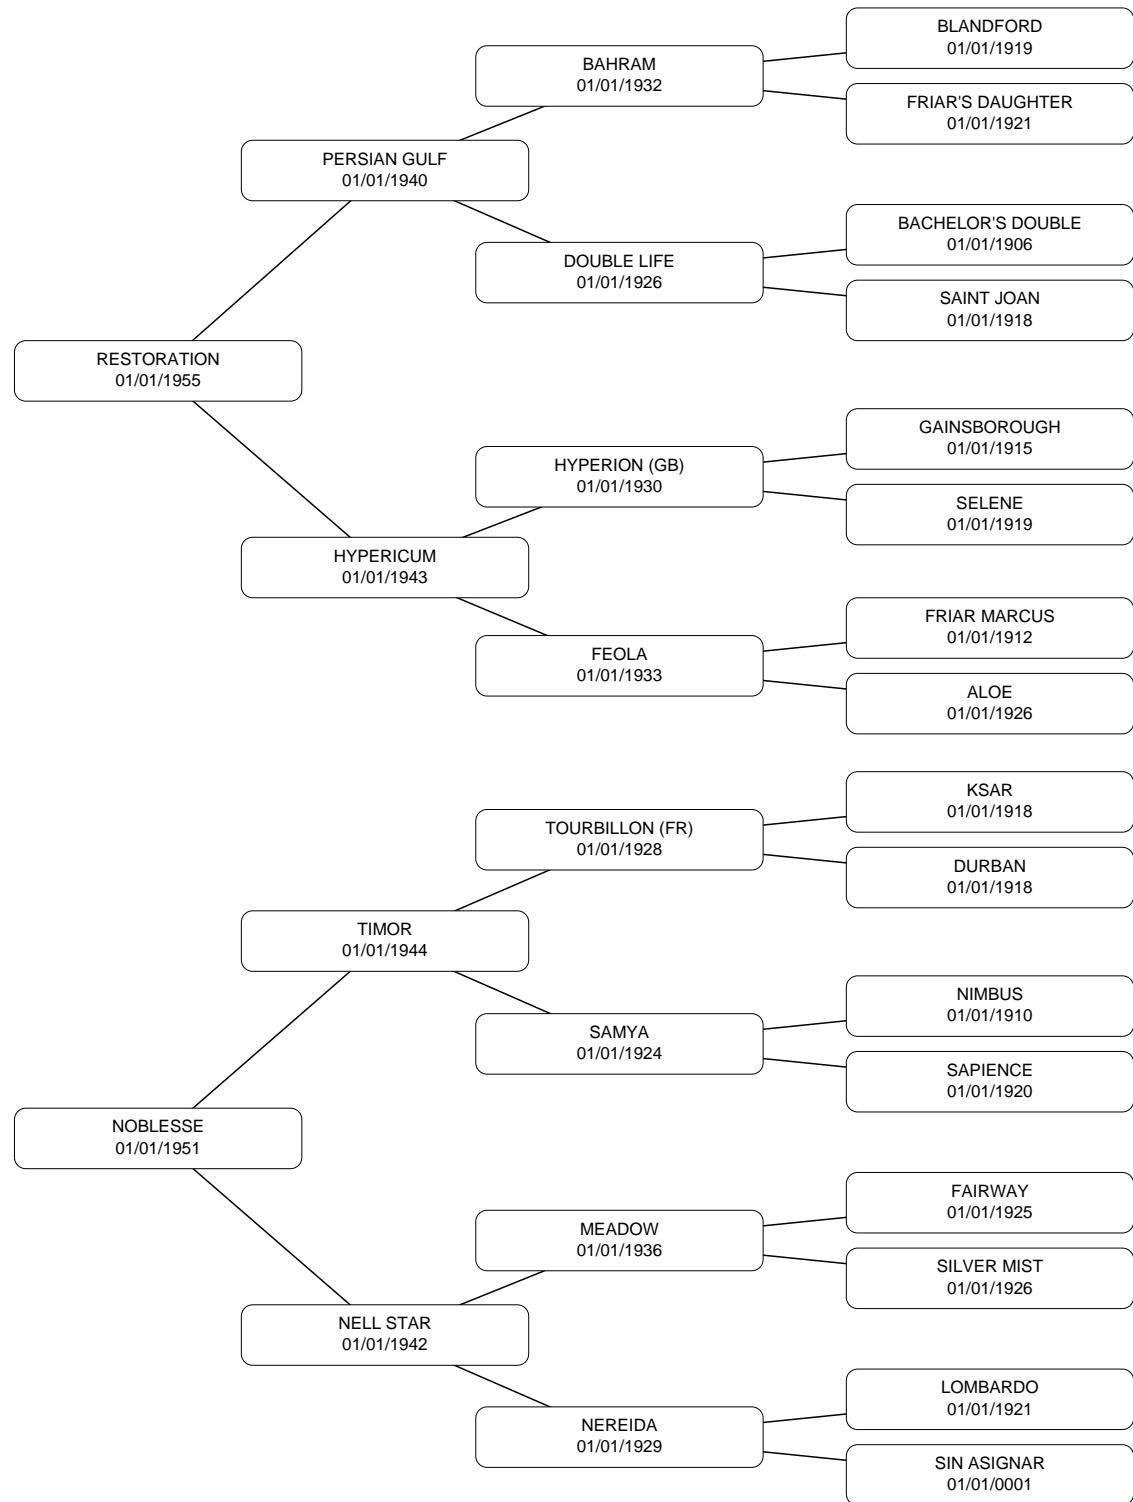 BLANDFORD
01/01/1919
BAHRAM
01/01/1932
FRIAR'S DAUGHTER
01/01/1921
PERSIAN GULF
01/01/1940
BACHELOR'S DOUBLE
01/01/1906
DOUBLE LIFE
01/01/1926
SAINT JOAN
01/01/1918
RESTORATION
01/01/1955
GAINSBOROUGH
01/01/1915
HYPERION (GB)
01/01/1930
SELENE
01/01/1919
HYPERICUM
01/01/1943
FRIAR MARCUS
01/01/1912
FEOLA
01/01/1933
ALOE
01/01/1926
KSAR
01/01/1918
TOURBILLON (FR)
01/01/1928
DURBAN
01/01/1918
TIMOR
01/01/1944
NIMBUS
01/01/1910
SAMYA
01/01/1924
SAPIENCE
01/01/1920
NOBLESSE
01/01/1951
FAIRWAY
01/01/1925
MEADOW
01/01/1936
SILVER MIST
01/01/1926
NELL STAR
01/01/1942
LOMBARDO
01/01/1921
NEREIDA
01/01/1929
SIN ASIGNAR
01/01/0001